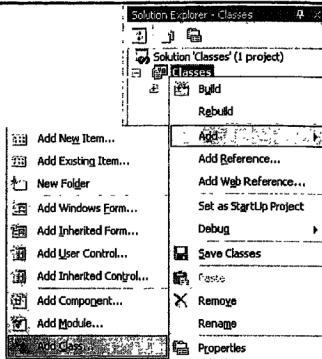 Solution Explorer - Classes
Solution 'Classes' (1 project)
Classes
Build
Rebuild
Add
Add Reference...
Add Web Reference...
Set as StartUp Project
Debug
Save Classes
Paste
Remove
Rename
Properties
Add New Item...
Add Existing Item...
New Folder
Add Windows Form...
Add Inherited Form...
Add User Control...
Add Inherited Control...
Add Component...
Add Module...
Add Class...